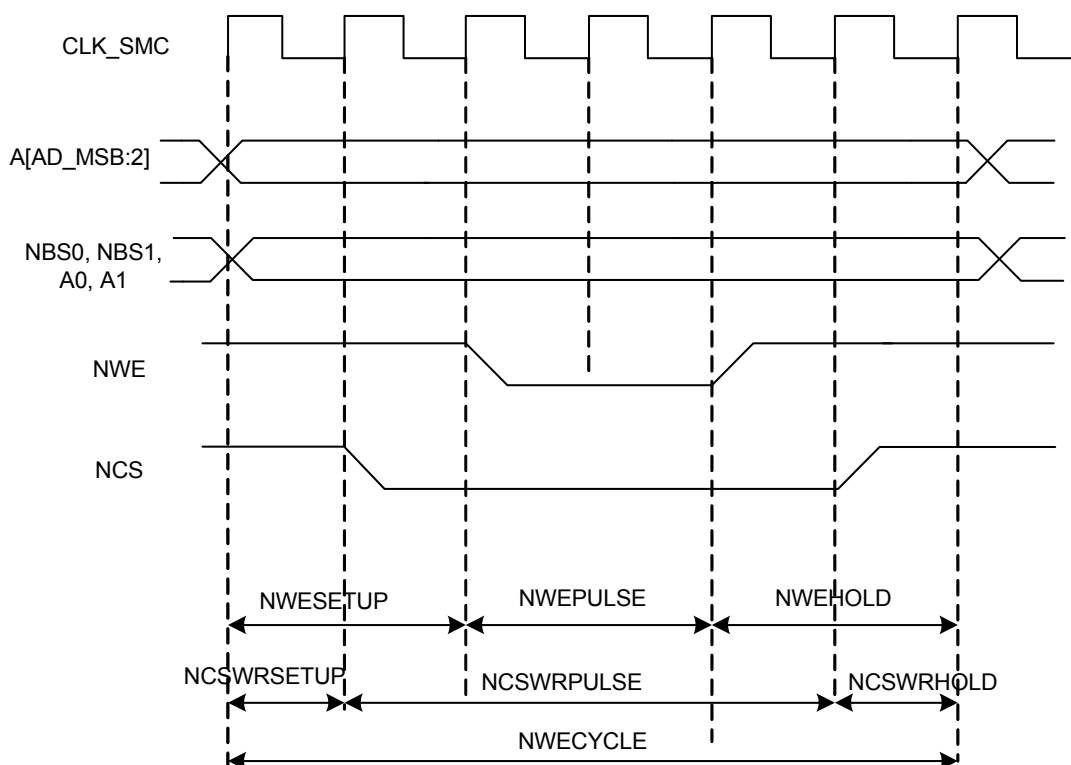 CLK_SMC
A[AD_MSB:2]
NBS0, NBS1,
A0, A1
NWE
NCS
NWESETUP
NWEPULSE
NWEHOLD
NCSWRSETUP
NCSWRPULSE
NCSWRHOLD
NWECYCLE